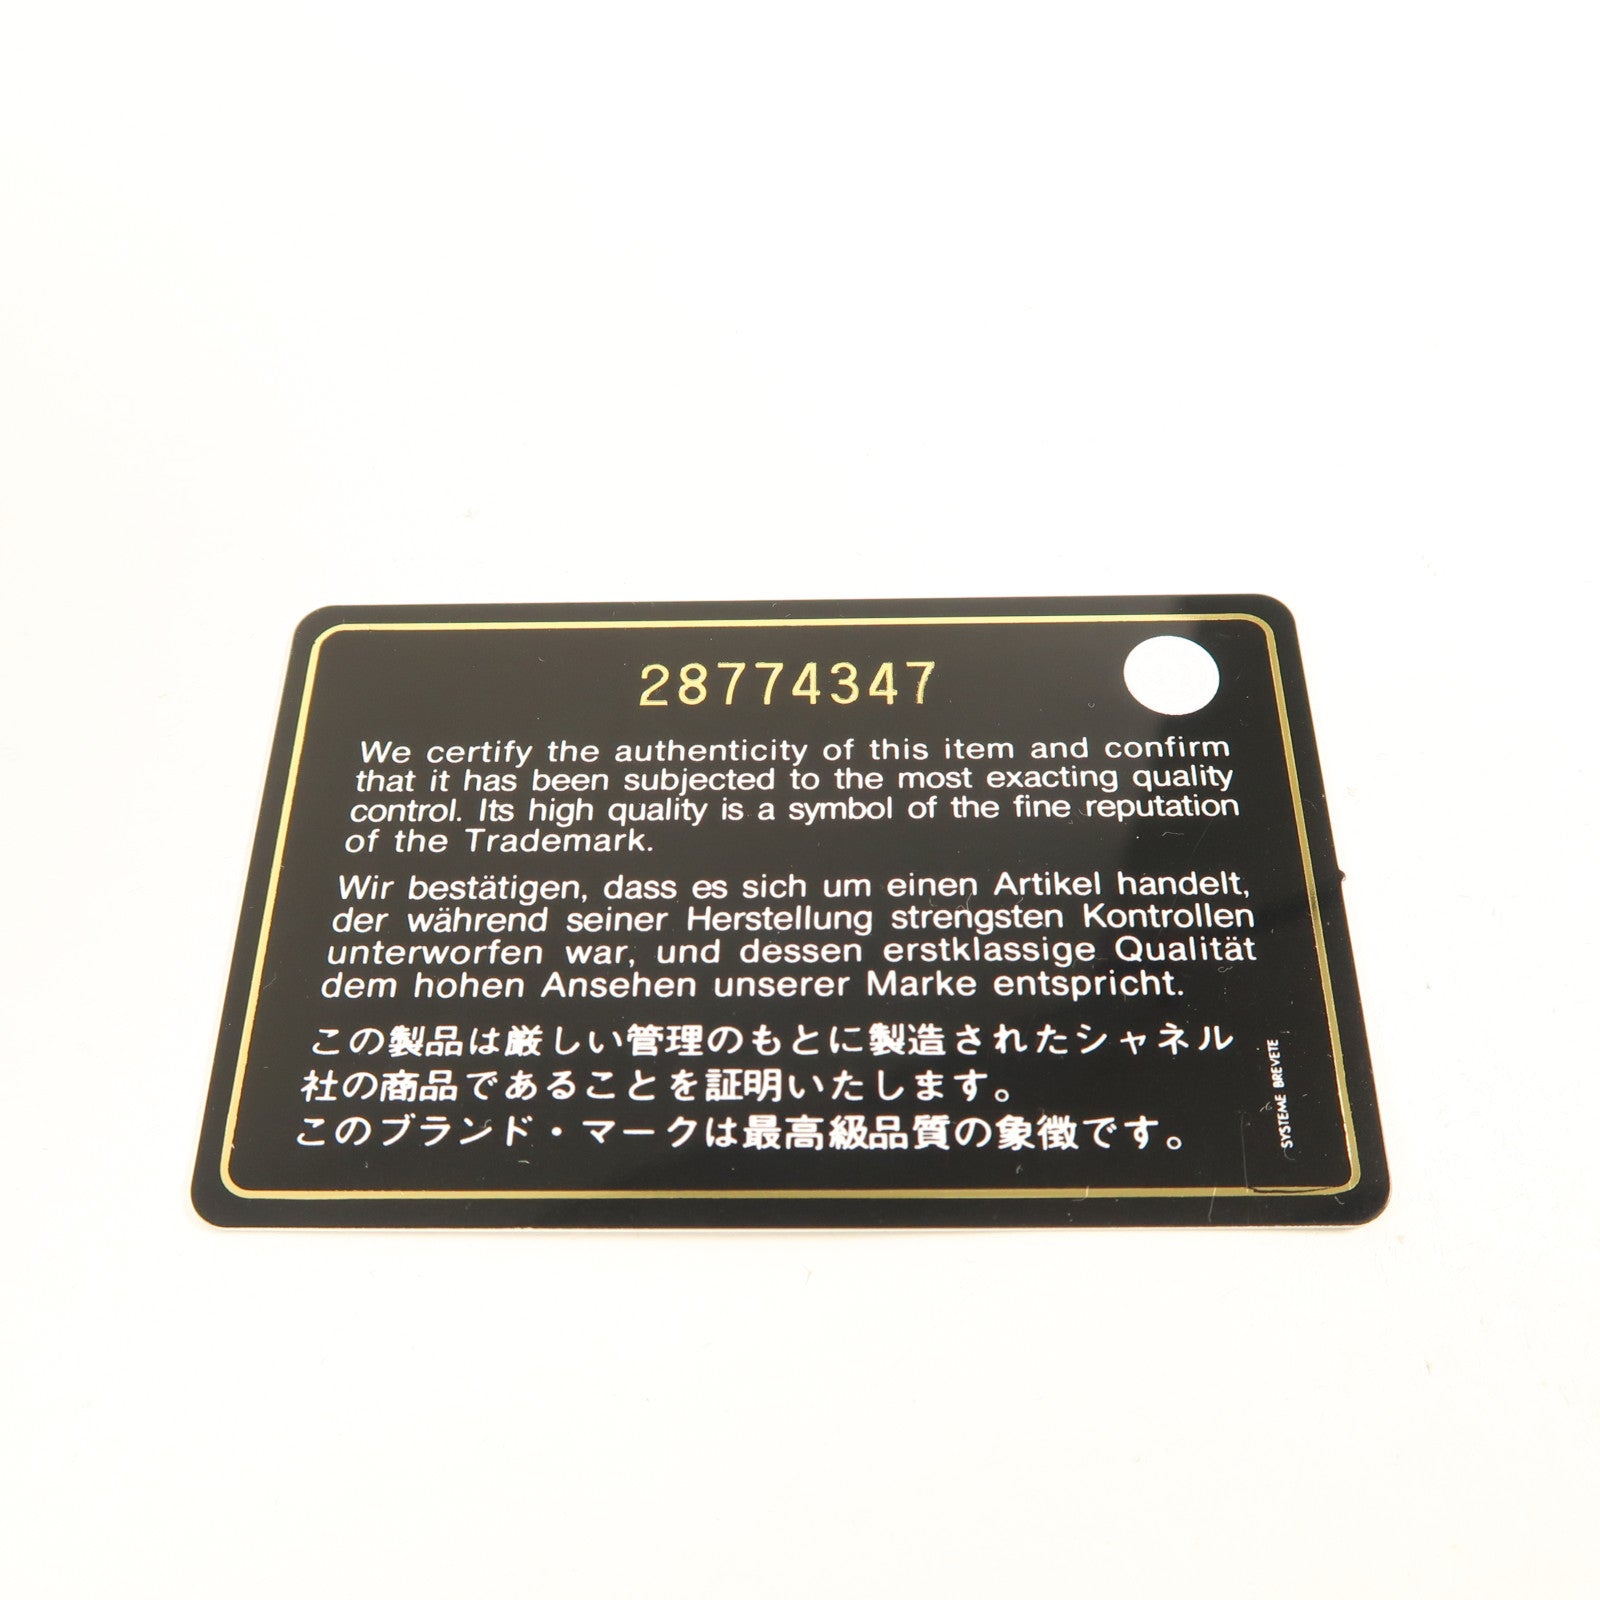 28774347
We certify the authenticity of this item and confirm
that it has been subjected to the most exacting quality
control. Its high quality is a symbol of the fine reputation
of the Trademark.
Wir bestätigen, dass es sich um einen Artikel handelt,
der während seiner Herstellung strengsten Kontrollen
unterworfen war, und dessen erstklassige Qualität
dem hohen Ansehen unserer Marke entspricht.
この製品は厳しい管理のもとに製造されたシャネル
社の商品であることを証明いたします。
このブランド・マークは最高級品質の象徴です。
SYSTEME BREVETE